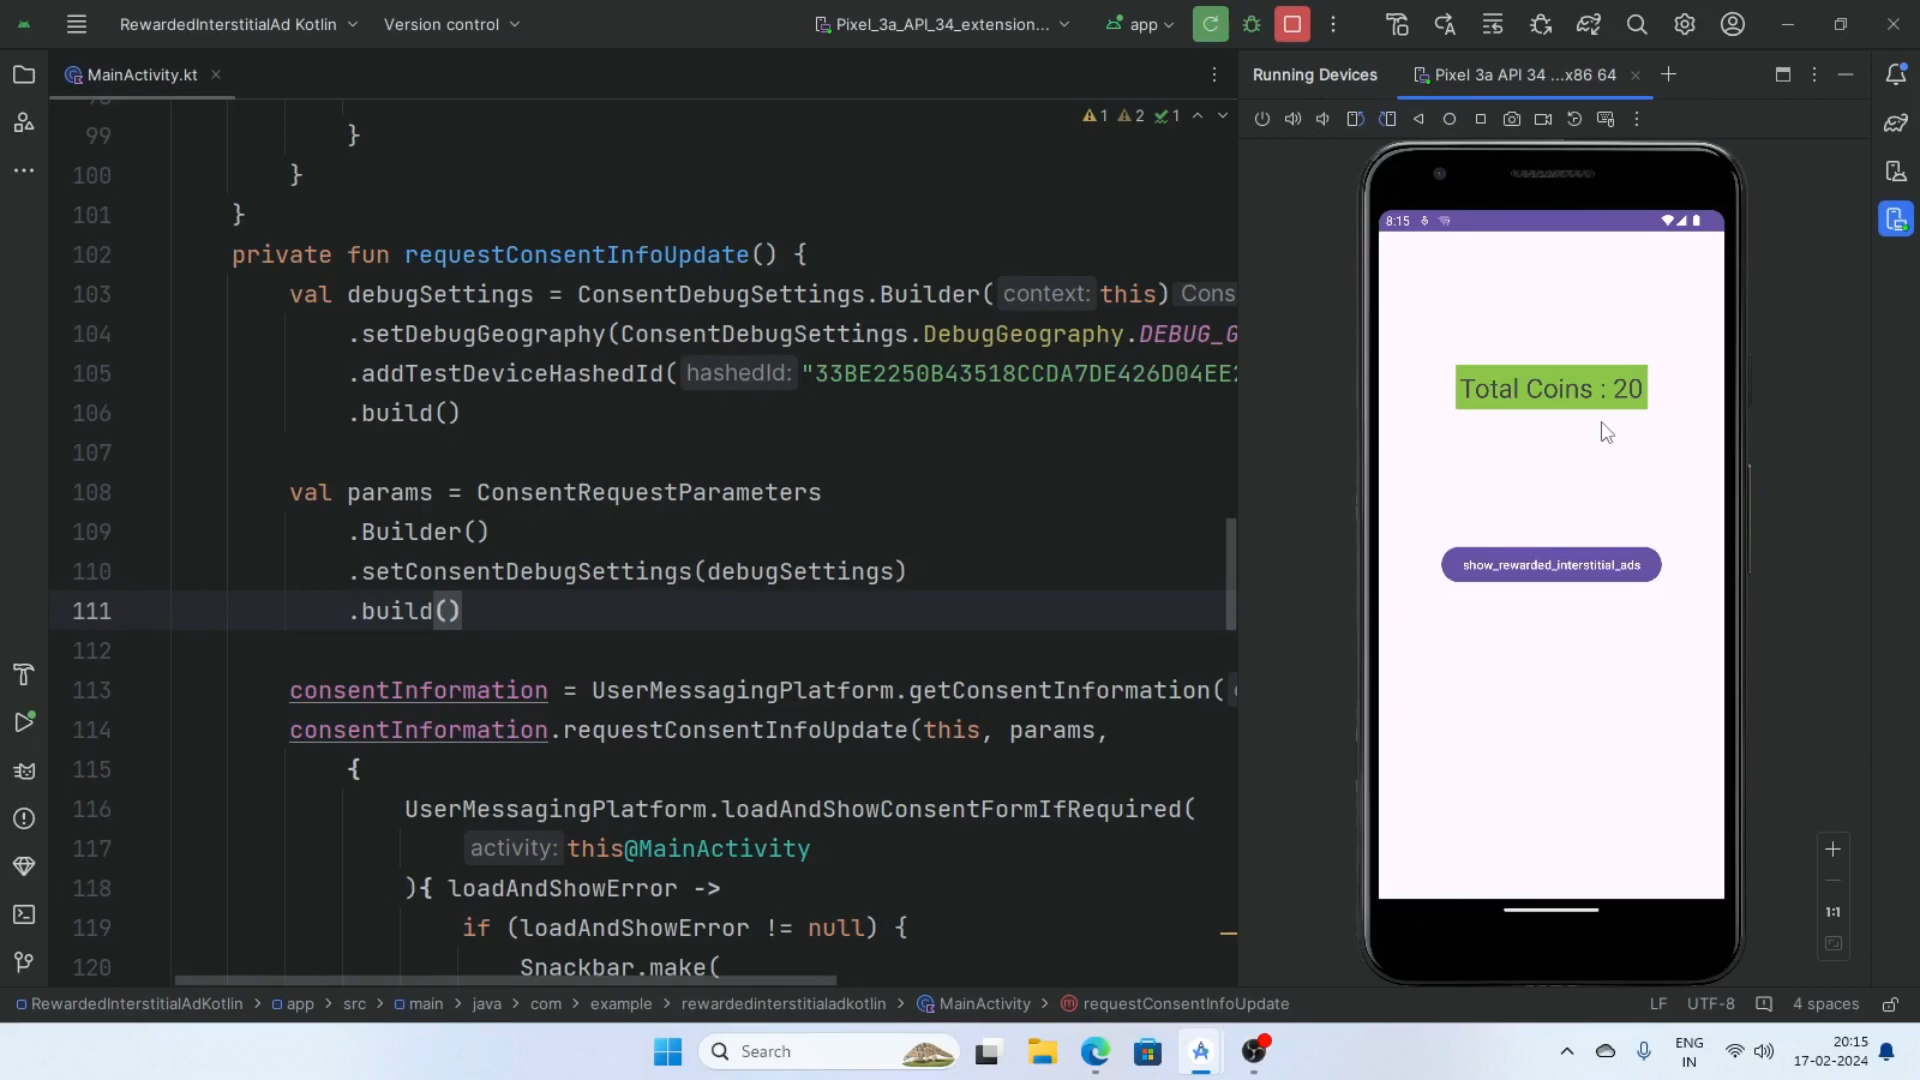 RewardedInterstitialAd Kotlin
Version control
Pixel_3a_API_34_extension...
app
MainActivity.kt
Running Devices
Pixel 3a API 34 ...x86 64
1
2
1
99 }
100 }
101 }
102 private fun requestConsentInfoUpdate() {
103 val debugSettings = ConsentDebugSettings.Builder( context: this) Cons
104 .setDebugGeography(ConsentDebugSettings.DebugGeography.DEBUG_G
105 .addTestDeviceHashedId( hashedId: "33BE2250B43518CCDA7DE426D04EE2
106 .build()
107
108 val params = ConsentRequestParameters
109 .Builder()
110 .setConsentDebugSettings(debugSettings)
111 .build()
112
113 consentInformation = UserMessagingPlatform.getConsentInformation(
114 consentInformation.requestConsentInfoUpdate(this, params,
115 {
116 UserMessagingPlatform.loadAndShowConsentFormIfRequired(
117 activity: this@MainActivity
118 ){ loadAndShowError ->
119 if (loadAndShowError != null) {
120 Snackbar.make(
8:15
Total Coins : 20
show_rewarded_interstitial_ads
1:1
RewardedInterstitialAdKotlin > app > src > main > java > com > example > rewardedinterstitialadkotlin > MainActivity > requestConsentInfoUpdate
LF UTF-8 4 spaces
Search
ENG
IN
20:15
17-02-2024